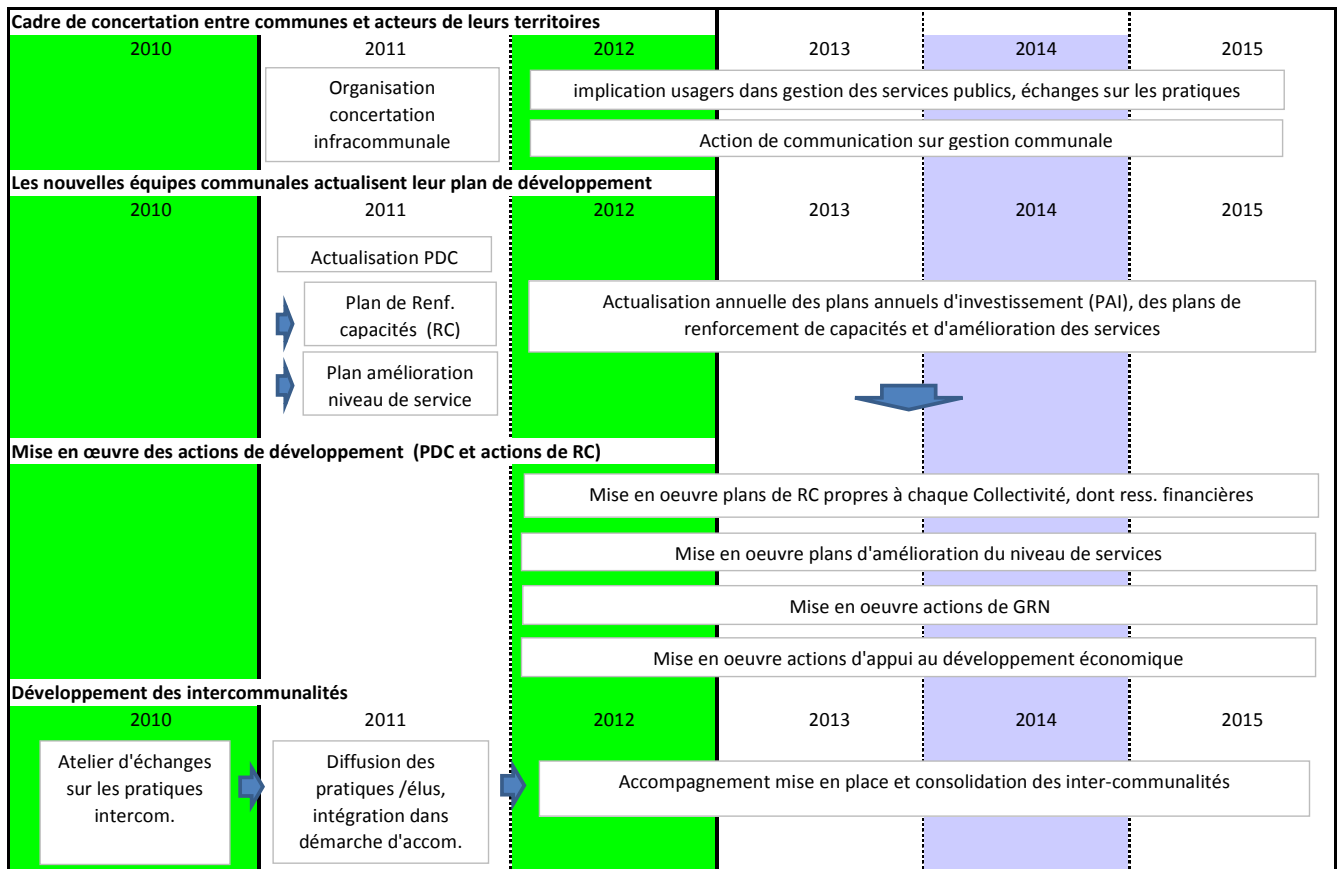 Cadre de concertation entre communes et acteurs de leurs territoires
2010 2011 2012 2013 2014 2015
Organisation
concertation
infracommunale
implication usagers dans gestion des services publics, échanges sur les pratiques
Action de communication sur gestion communale
Les nouvelles équipes communales actualisent leur plan de développement
2010 2011 2012 2013 2014 2015
Actualisation PDC
Plan de Renf.
capacités (RC)
Plan amélioration
niveau de service
Actualisation annuelle des plans annuels d'investissement (PAI), des plans de
renforcement de capacités et d'amélioration des services
Mise en œuvre des actions de développement (PDC et actions de RC)
Mise en oeuvre plans de RC propres à chaque Collectivité, dont ress. financières
Mise en oeuvre plans d'amélioration du niveau de services
Mise en oeuvre actions de GRN
Mise en oeuvre actions d'appui au développement économique
Développement des intercommunalités
2010 2011 2012 2013 2014 2015
Atelier d'échanges
sur les pratiques
intercom.
Diffusion des
pratiques /élus,
intégration dans
démarche d'accom.
Accompagnement mise en place et consolidation des inter-communalités